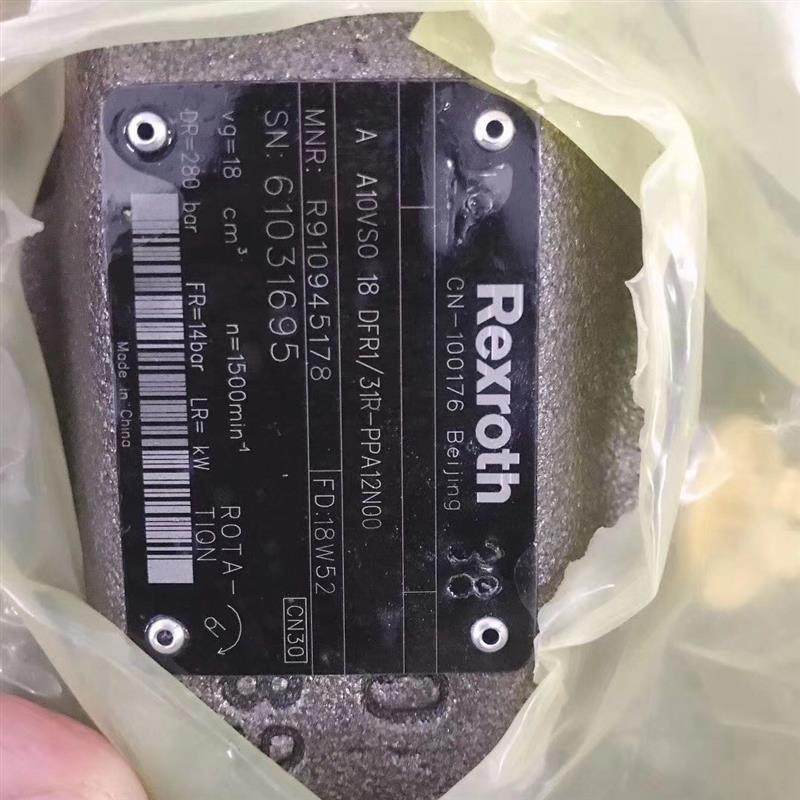 Rexroth
CN-100176 Beijing
38
A A10VSO 18 DFR1/31R-PPA12N00
MNR: R910945178 FD:18W52
SN: 61031695 CN30
vg=18 cm³ n=1500min⁻¹ ROTA-
TION
DR=280 bar FR=14bar LR= kW
Made in China